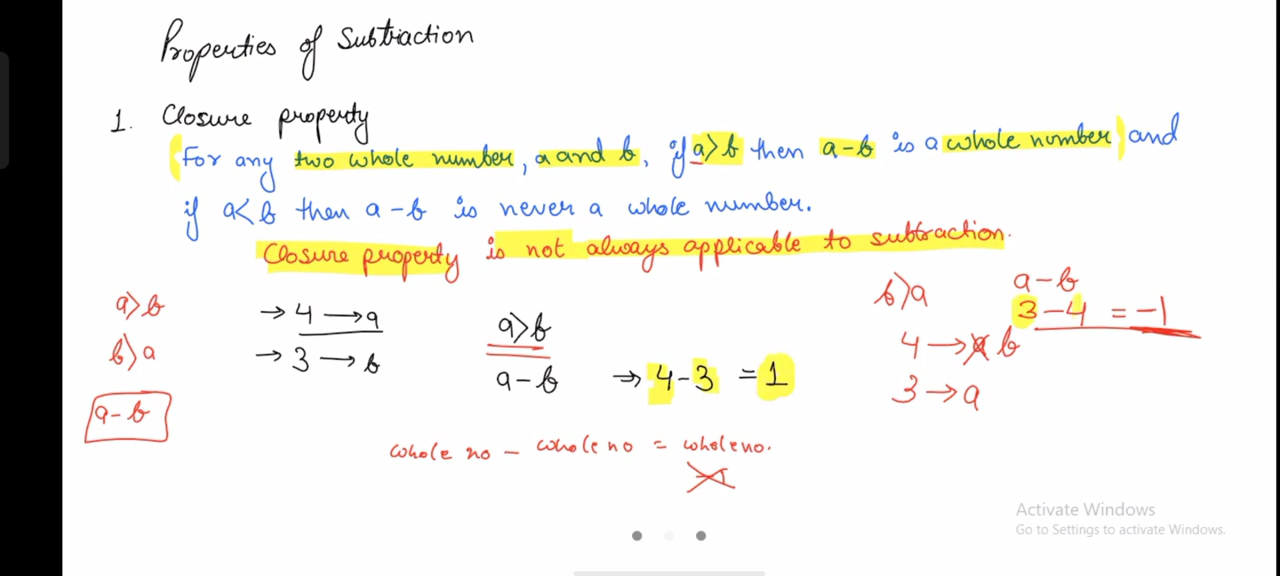 Properties of Subtraction
1. Closure property
(For any two whole number, a and b, if a>b then a-b is a whole number) and
if a<b then a-b is never a whole number.
Closure property is not always applicable to subtraction.
a>b
b>a
a-b
→ 4 → a
→ 3 → b
a>b
a-b
→ 4-3 = 1
b>a
a-b
3-4 = -1
4 → a b
3 → a
whole no - whole no = whole no.
Activate Windows
Go to Settings to activate Windows.